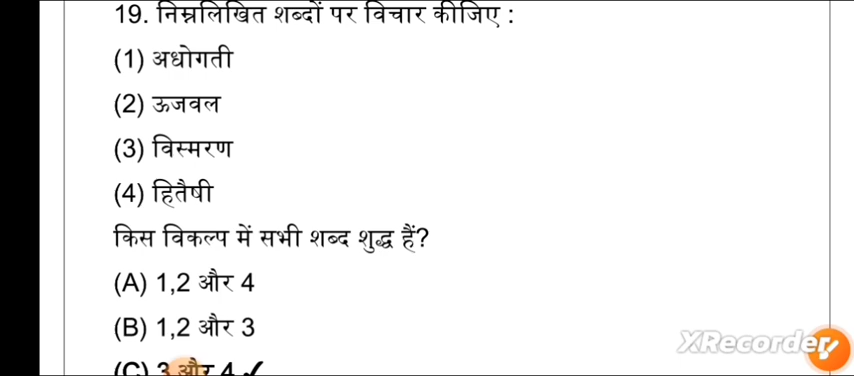 19. निम्नलिखित शब्दों पर विचार कीजिए :
(1) अधोगती
(2) ऊजवल
(3) विस्मरण
(4) हितैषी
किस विकल्प में सभी शब्द शुद्ध हैं?
(A) 1,2 और 4
(B) 1,2 और 3
XRecorder
(C) 3 और 4 ✓